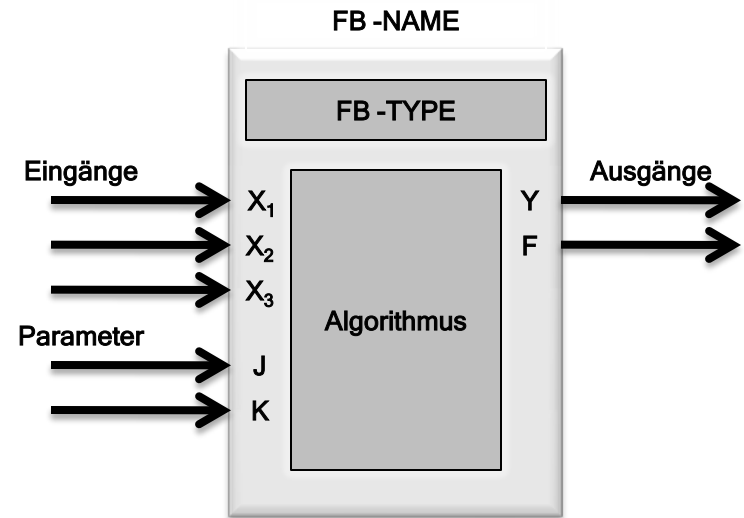 FB -NAME
FB -TYPE
Eingänge
Ausgänge
X₁
Y
X₂
F
X₃
Algorithmus
Parameter
J
K